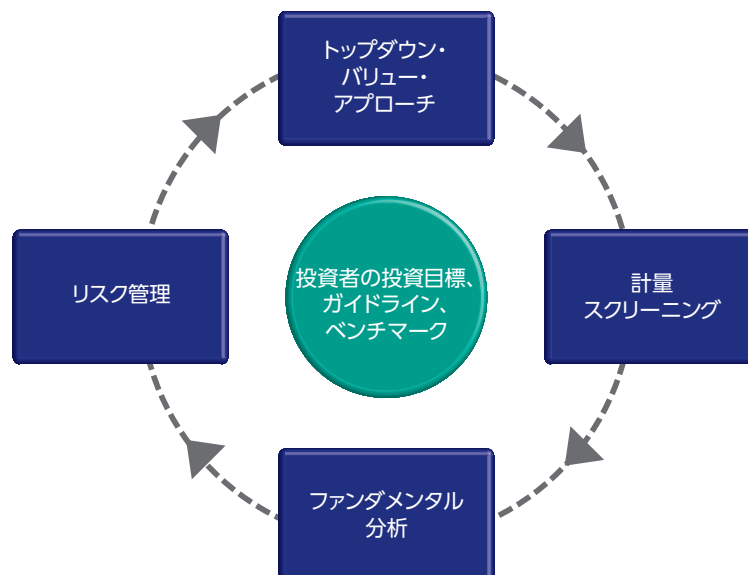 トップダウン・
バリュー・
アプローチ
リスク管理
投資者の投資目標、
ガイドライン、
ベンチマーク
計量
スクリーニング
ファンダメンタル
分析